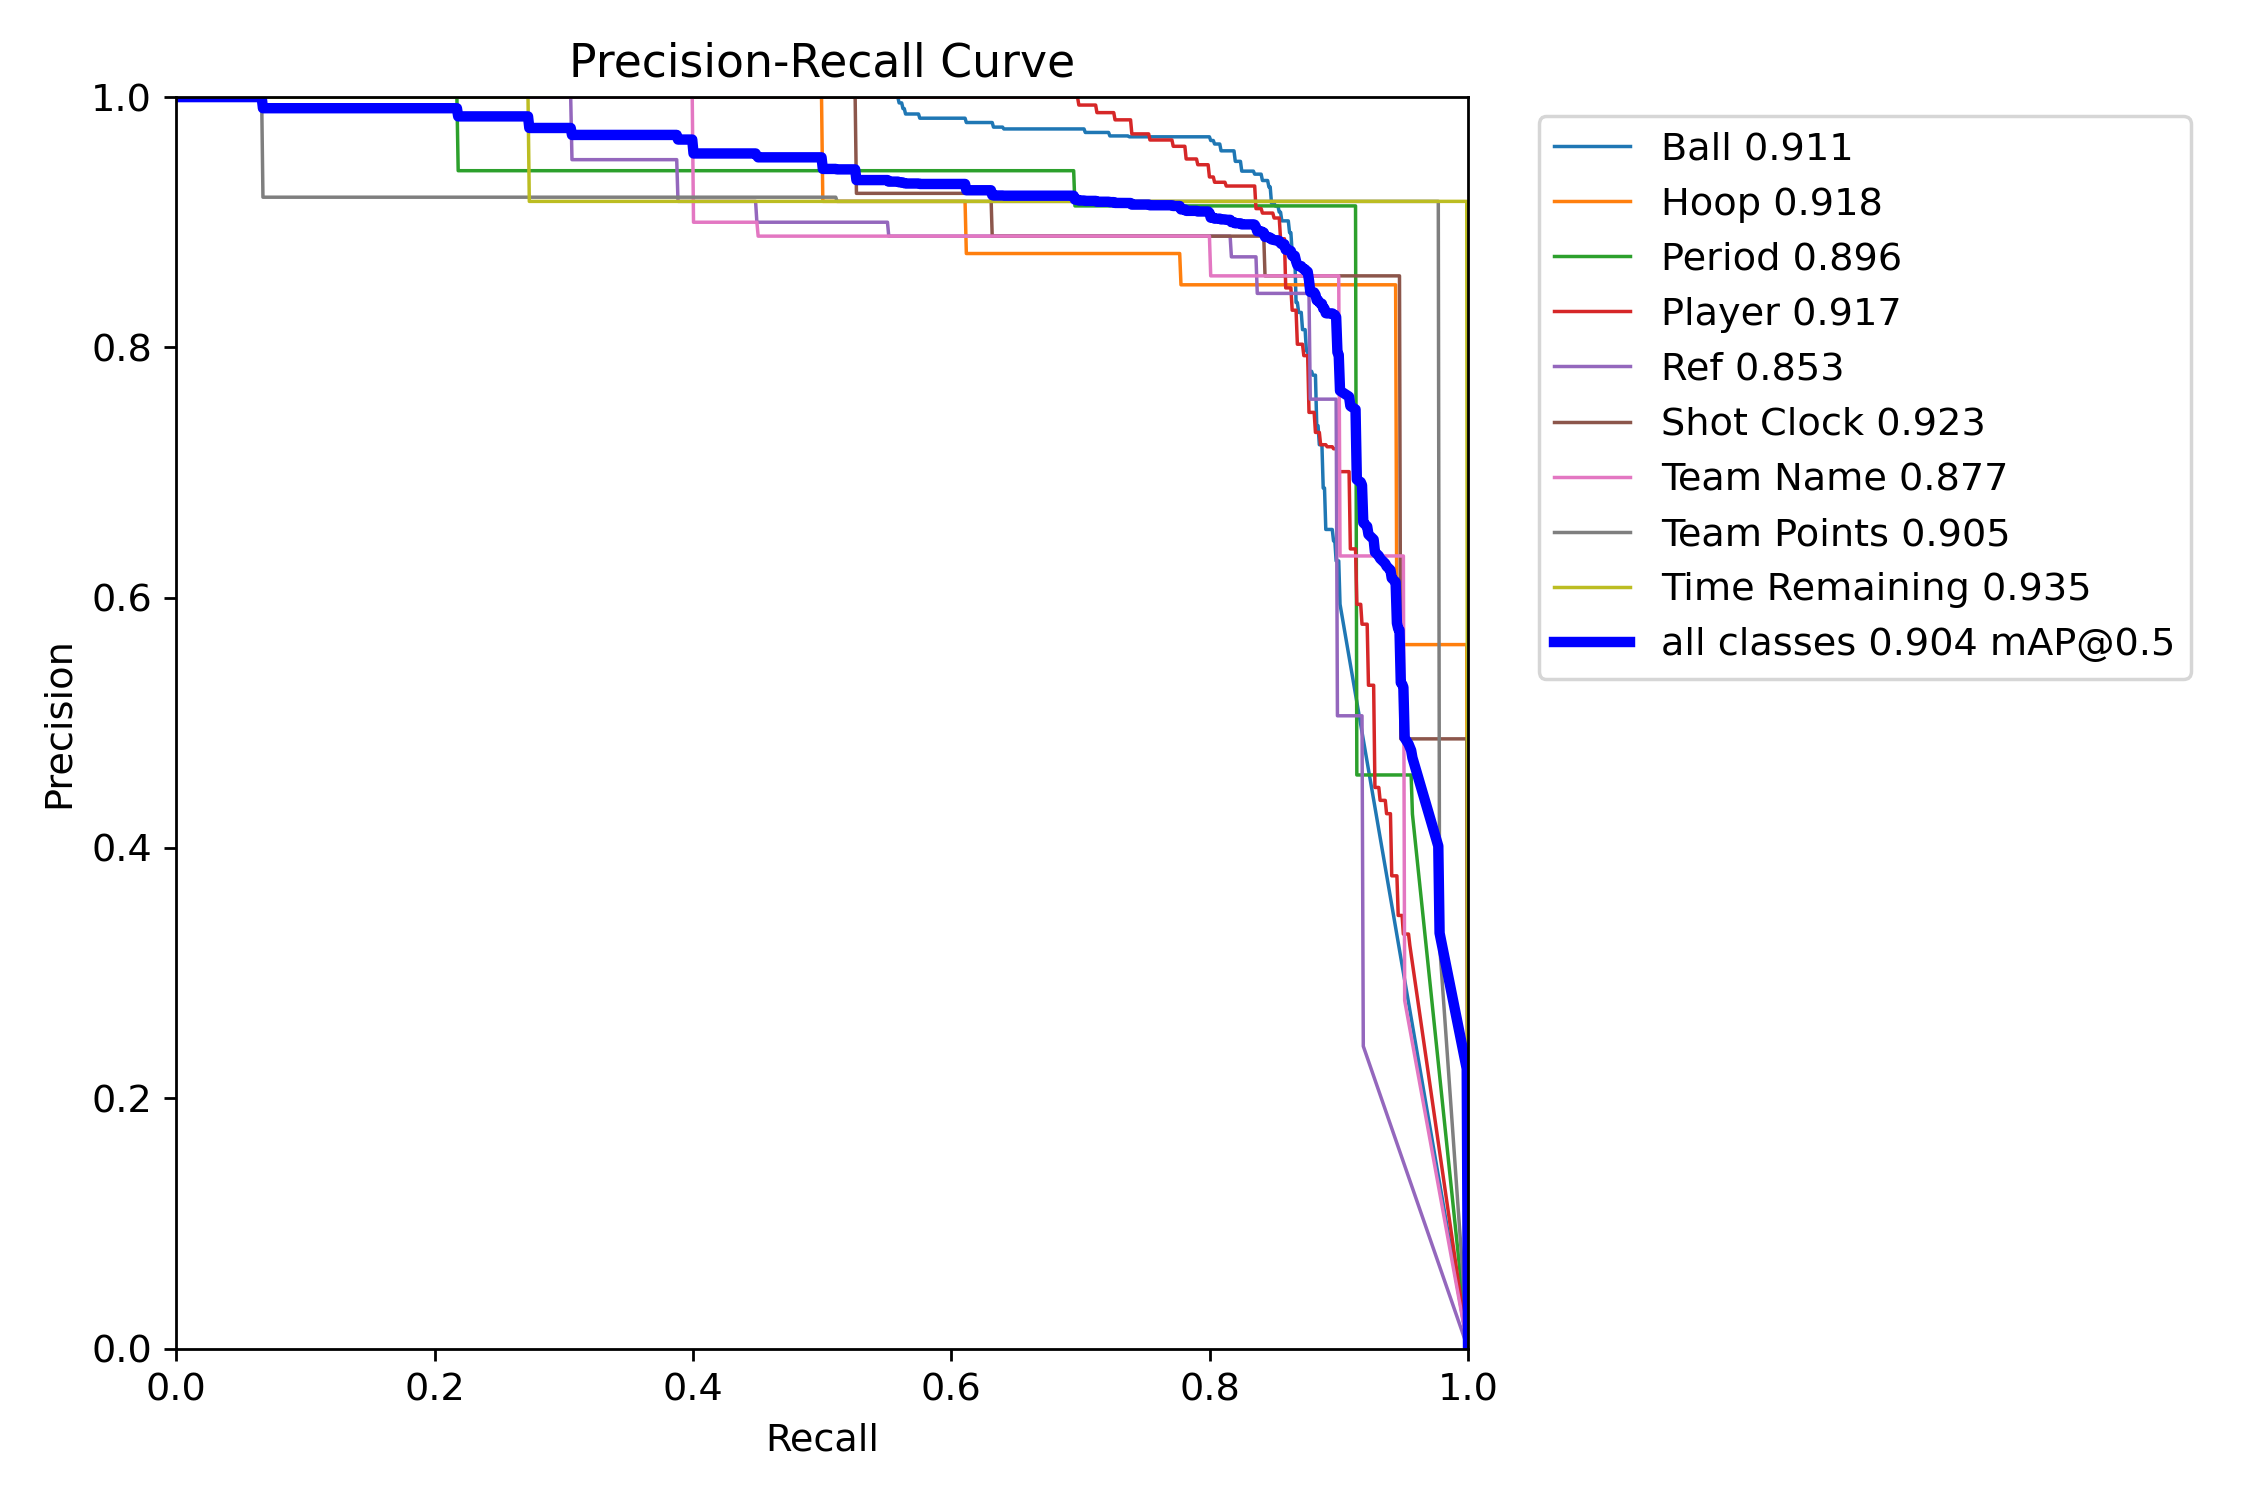 Precision-Recall Curve
1.0
0.8
0.6
0.4
0.2
0.0
Precision
0.0 0.2 0.4 0.6 0.8 1.0
Recall
Ball 0.911
Hoop 0.918
Period 0.896
Player 0.917
Ref 0.853
Shot Clock 0.923
Team Name 0.877
Team Points 0.905
Time Remaining 0.935
all classes 0.904 mAP@0.5